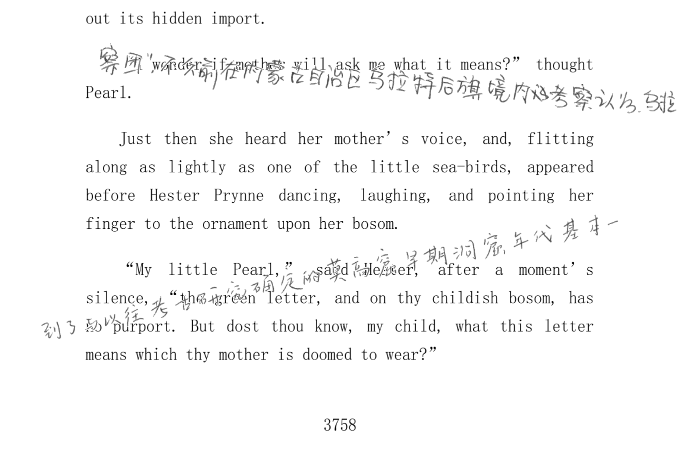 out its hidden import.
“I wonder if mother will ask me what it means?” thought
察团 日前在内蒙古自治区乌拉特后旗境内 考察认为,乌拉
Pearl.
Just then she heard her mother’s voice, and, flitting
along as lightly as one of the little sea-birds, appeared
before Hester Prynne dancing, laughing, and pointing her
finger to the ornament upon her bosom.
“My little Pearl,” said Hester, after a moment’s
silence, “the green letter, and on thy childish bosom, has
no purport. But dost thou know, my child, what this letter
到了 以往考古 确定的莫高窟早期洞窟,年代基本一
means which thy mother is doomed to wear?”
3758